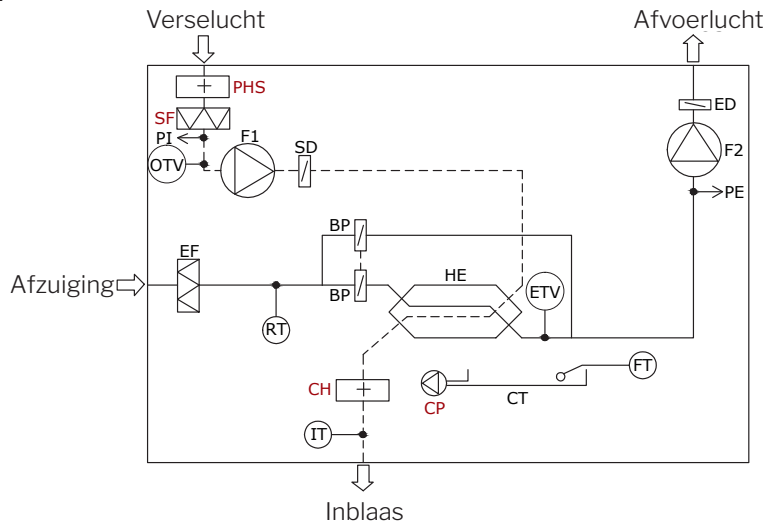 Verselucht
Afvoerlucht
PHS
ED
SF
PI
F1
SD
F2
OTV
PE
BP
EF
HE
Afzuiging
BP
ETV
RT
FT
CH
CP
CT
IT
Inblaas